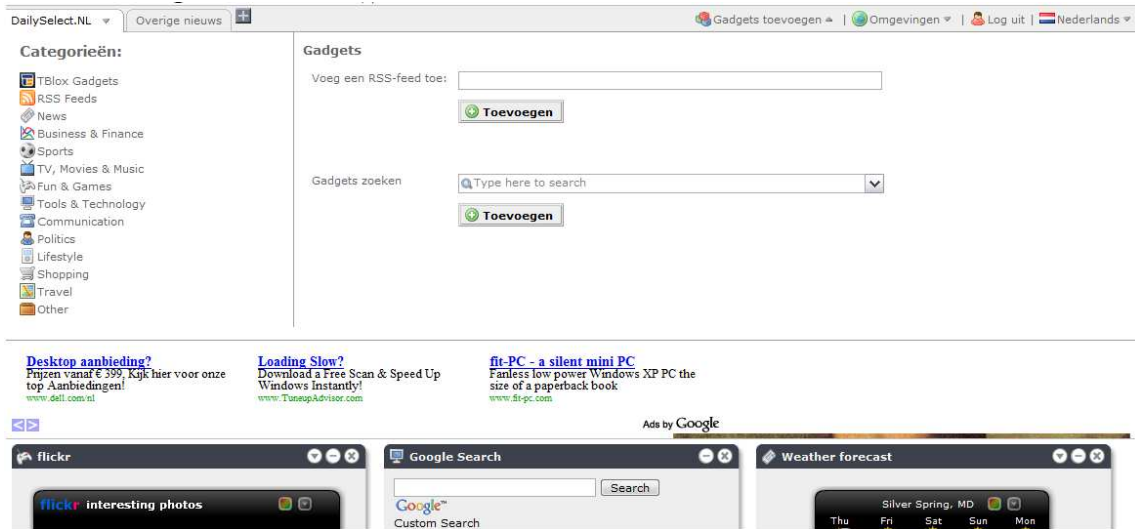 DailySelect.NL
Overige nieuws
Gadgets toevoegen | Omgevingen | Log uit | Nederlands
Categorieën:
TBlox Gadgets
RSS Feeds
News
Business & Finance
Sports
TV, Movies & Music
Fun & Games
Tools & Technology
Communication
Politics
Lifestyle
Shopping
Travel
Other
Gadgets
Voeg een RSS-feed toe:
Toevoegen
Gadgets zoeken
Type here to search
Toevoegen
Desktop aanbieding?
Prijzen vanaf € 399, Kijk hier voor onze
top Aanbiedingen!
www.dell.com/nl
Loading Slow?
Download a Free Scan & Speed Up
Windows Instantly!
www.TuneupAdvisor.com
fit-PC - a silent mini PC
Fanless low power Windows XP PC the
size of a paperback book
www.fit-pc.com
Ads by Google
flickr
flickr interesting photos
Google Search
Search
Google™
Custom Search
Weather forecast
Silver Spring, MD
Thu Fri Sat Sun Mon